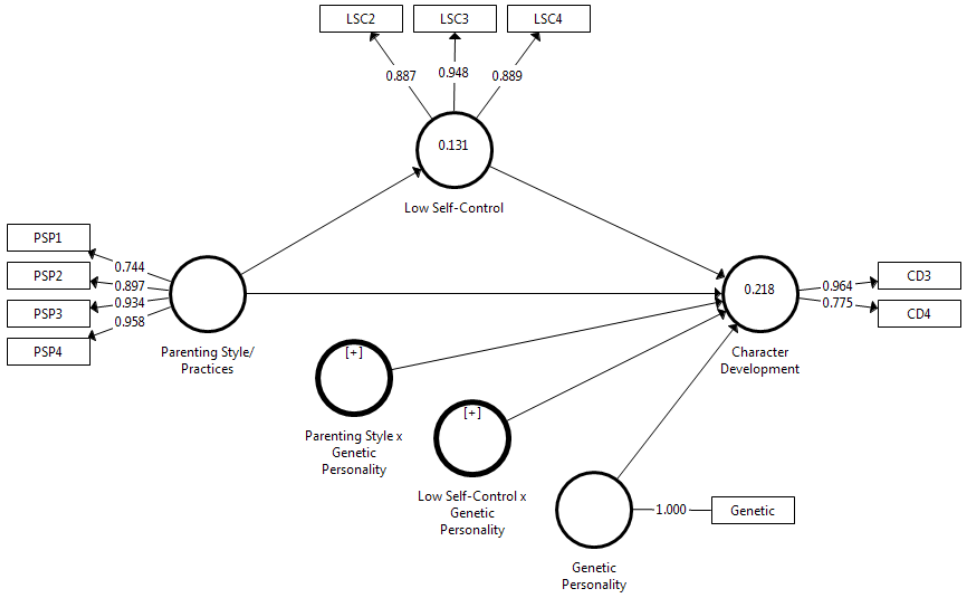 LSC2
LSC3
LSC4
0.887
0.948
0.889
0.131
Low Self-Control
PSP1
PSP2
PSP3
PSP4
0.744
0.897
0.934
0.958
Parenting Style/
Practices
0.218
Character
Development
0.964
0.775
CD3
CD4
[+]
Parenting Style x
Genetic
Personality
[+]
Low Self-Control x
Genetic
Personality
1.000
Genetic
Genetic
Personality